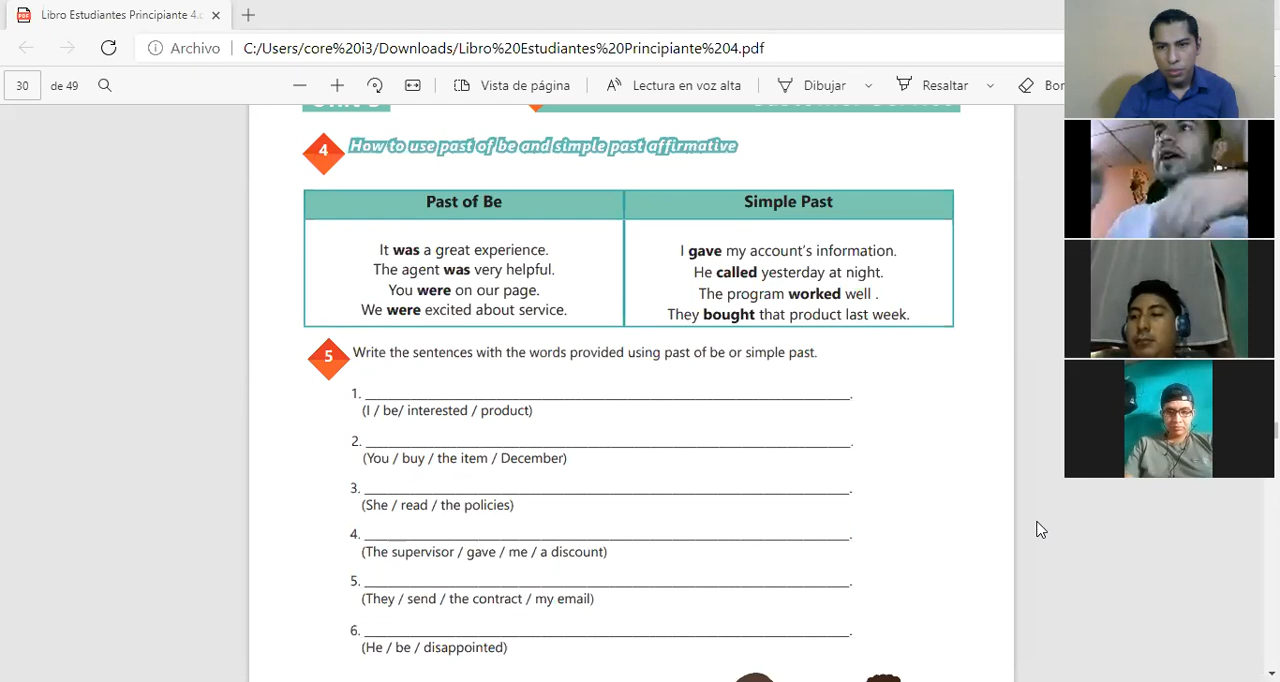 Libro Estudiantes Principiante 4.
Archivo C:/Users/core%20i3/Downloads/Libro%20Estudiantes%20Principiante%204.pdf
30 de 49 Vista de página Lectura en voz alta Dibujar Resaltar
4 How to use past of be and simple past affirmative
Past of Be
It was a great experience.
The agent was very helpful.
You were on our page.
We were excited about service.
Simple Past
I gave my account's information.
He called yesterday at night.
The program worked well .
They bought that product last week.
5 Write the sentences with the words provided using past of be or simple past.
1. ______________________________.
(I / be/ interested / product)
2. ______________________________.
(You / buy / the item / December)
3. ______________________________.
(She / read / the policies)
4. ______________________________.
(The supervisor / gave / me / a discount)
5. ______________________________.
(They / send / the contract / my email)
6. ______________________________.
(He / be / disappointed)